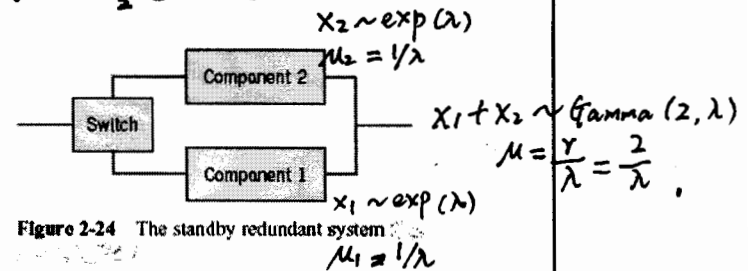 X₂ ~ exp(λ)
μ₂ = 1/λ
Component 2
Switch
X₁ + X₂ ~ Gamma (2, λ)
μ = r/λ = 2/λ .
Component 1
X₁ ~ exp(λ)
Figure 2-24 The standby redundant system
μ₁ = 1/λ